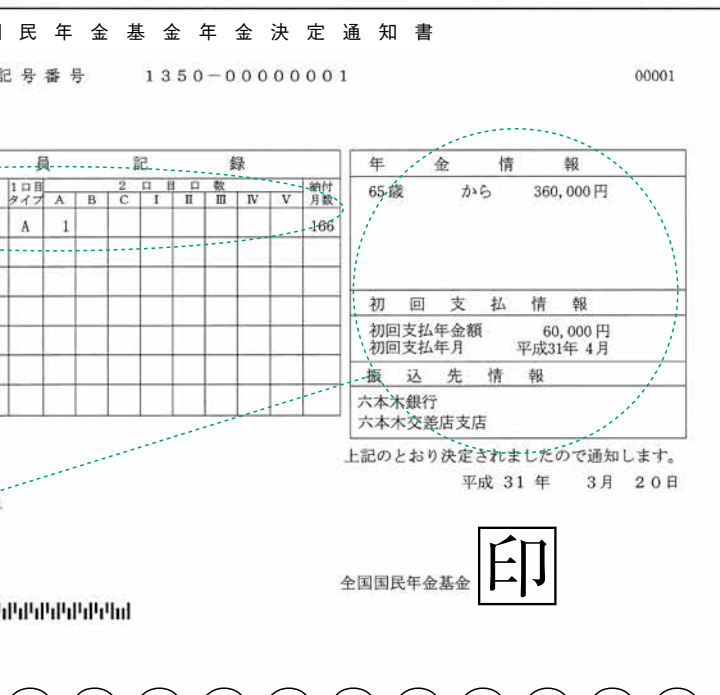 国民年金基金年金決定通知書
記号番号 1350-00000001 00001
員記録
1口目タイプ 2口目口数 納付月数
A B C I II III IV V
A 1 166
年金情報
65歳 から 360,000円
初回支払情報
初回支払年金額 60,000円
初回支払年月 平成31年 4月
振込先情報
六本木銀行
六本木交差店支店
上記のとおり決定されましたので通知します。
平成 31 年 3月 20日
全国国民年金基金 印